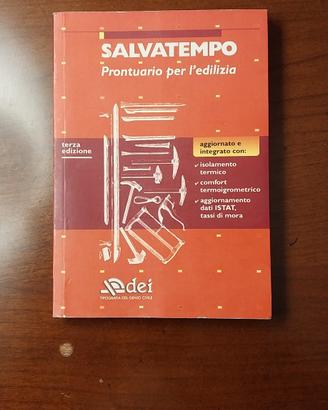 SALVATEMPO
Prontuario per l'edilizia
terza
edizione
aggiornato e
integrato con:
isolamento
termico
comfort
termoigrometrico
aggiornamento
dati ISTAT,
tassi di mora
dei
TIPOGRAFIA DEL GENIO CIVILE